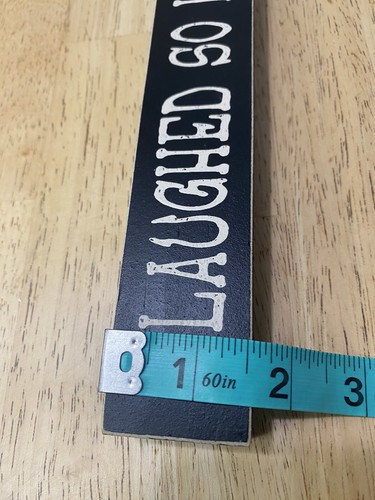 LAUGHED SO
1 60in 2 3